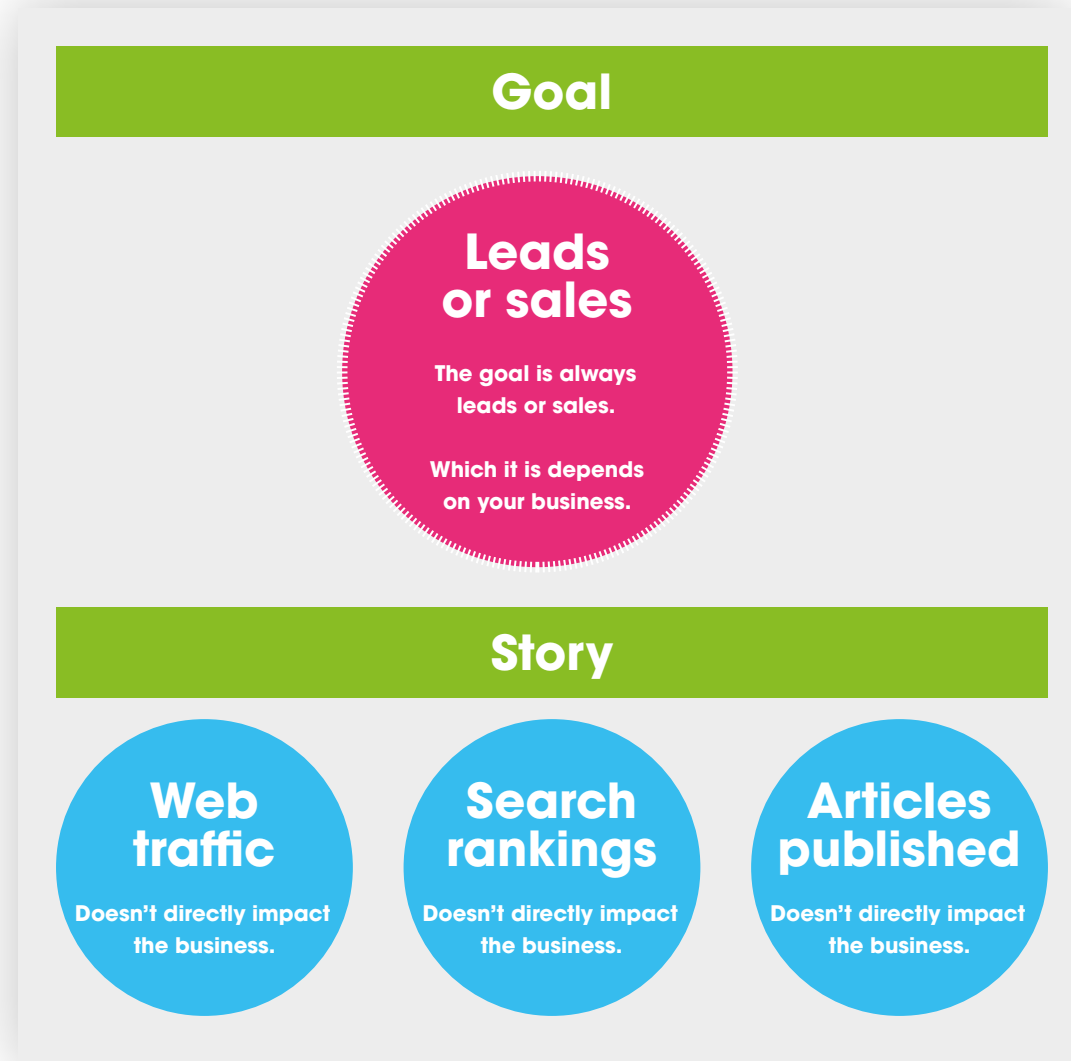 Goal
Leads
or sales
The goal is always
leads or sales.
Which it is depends
on your business.
Story
Web
traffic
Doesn’t directly impact
the business.
Search
rankings
Doesn’t directly impact
the business.
Articles
published
Doesn’t directly impact
the business.